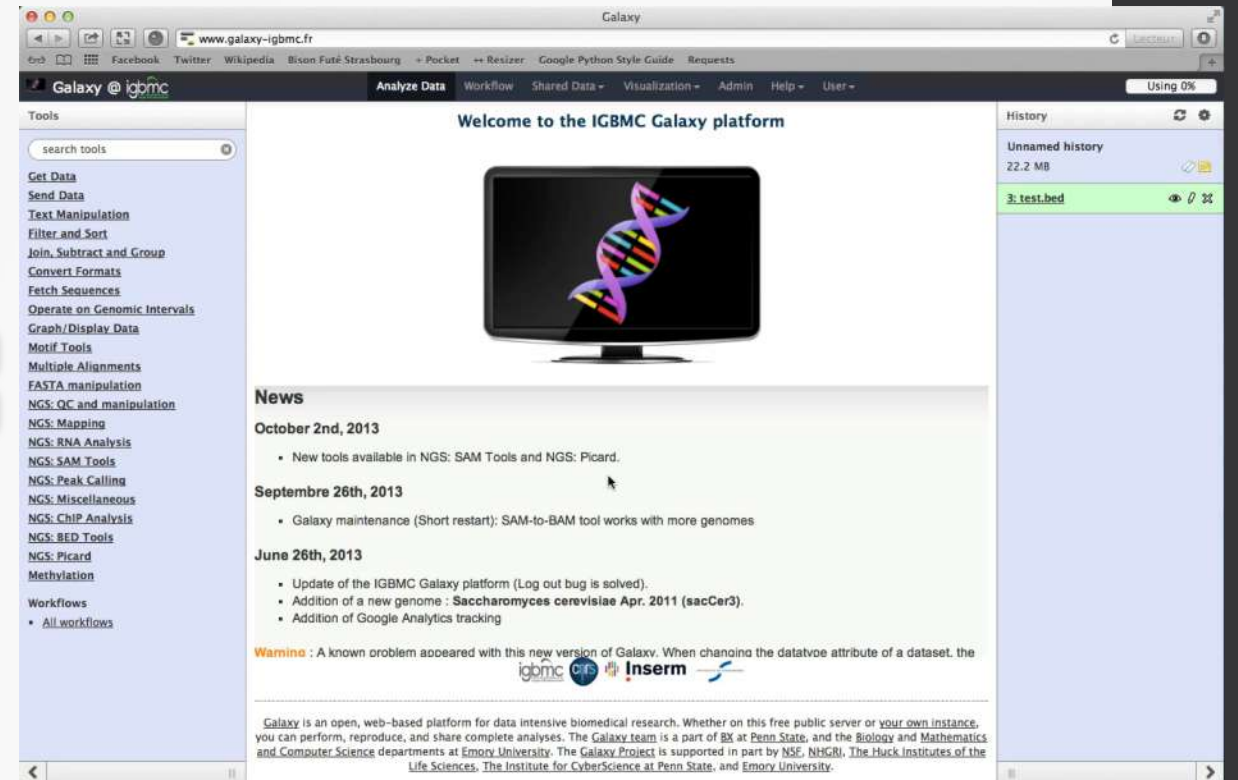 Galaxy
www.galaxy-igbmc.fr
Lecteur
Facebook Twitter Wikipedia Bison Futé Strasbourg + Pocket ↔ Resizer Google Python Style Guide Requests
Galaxy @ igbmc
Analyze Data Workflow Shared Data Visualization Admin Help User
Using 0%
Tools
search tools
Get Data
Send Data
Text Manipulation
Filter and Sort
Join, Subtract and Group
Convert Formats
Fetch Sequences
Operate on Genomic Intervals
Graph/Display Data
Motif Tools
Multiple Alignments
FASTA manipulation
NGS: QC and manipulation
NGS: Mapping
NGS: RNA Analysis
NGS: SAM Tools
NGS: Peak Calling
NGS: Miscellaneous
NGS: ChIP Analysis
NGS: BED Tools
NGS: Picard
Methylation
Workflows
• All workflows
Welcome to the IGBMC Galaxy platform
News
October 2nd, 2013
• New tools available in NGS: SAM Tools and NGS: Picard.
Septembre 26th, 2013
• Galaxy maintenance (Short restart): SAM-to-BAM tool works with more genomes
June 26th, 2013
• Update of the IGBMC Galaxy platform (Log out bug is solved).
• Addition of a new genome : Saccharomyces cerevisiae Apr. 2011 (sacCer3).
• Addition of Google Analytics tracking
Warning : A known problem appeared with this new version of Galaxy. When changing the datatype attribute of a dataset, the
igbmc cnrs Inserm
Galaxy is an open, web-based platform for data intensive biomedical research. Whether on this free public server or your own instance,
you can perform, reproduce, and share complete analyses. The Galaxy team is a part of BX at Penn State, and the Biology and Mathematics
and Computer Science departments at Emory University. The Galaxy Project is supported in part by NSF, NHGRI, The Huck Institutes of the
Life Sciences, The Institute for CyberScience at Penn State, and Emory University.
History
Unnamed history
22.2 MB
3: test.bed